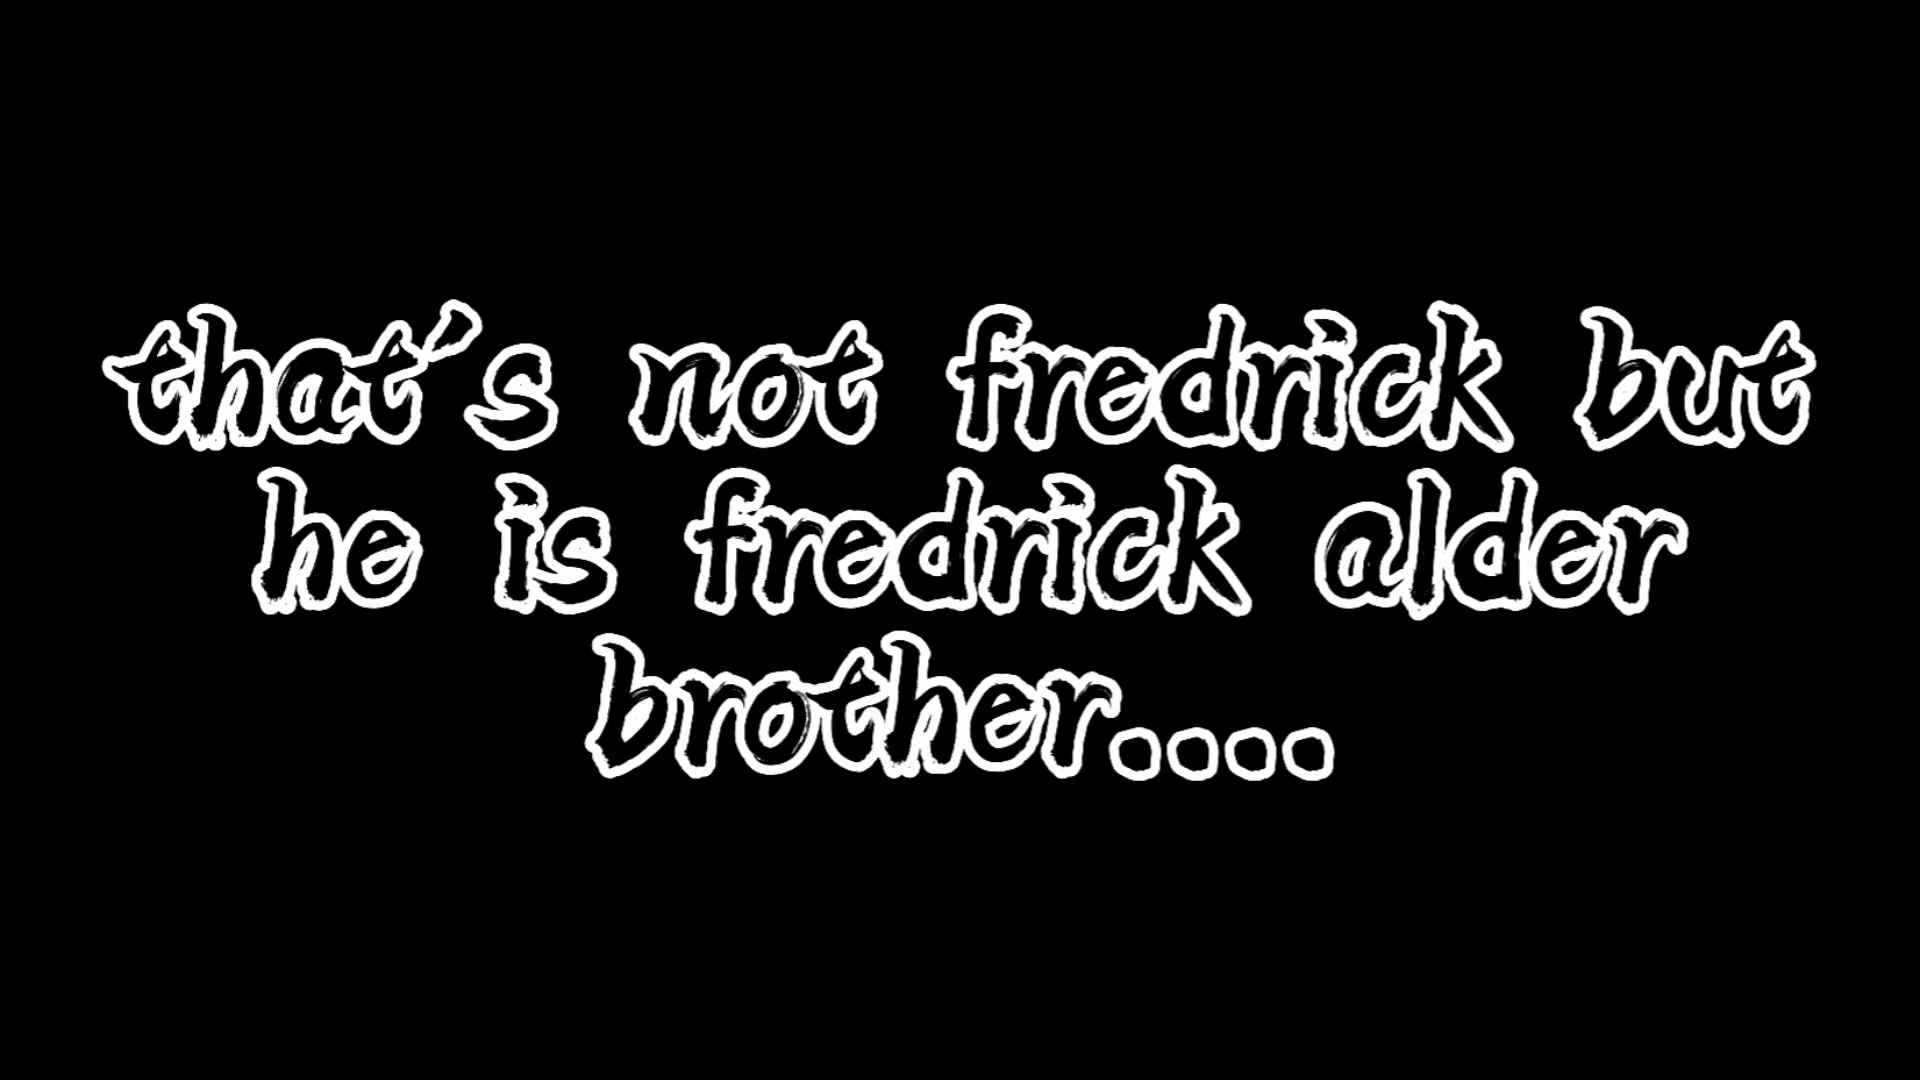 that's not fredrick but
he is fredrick alder
brother....